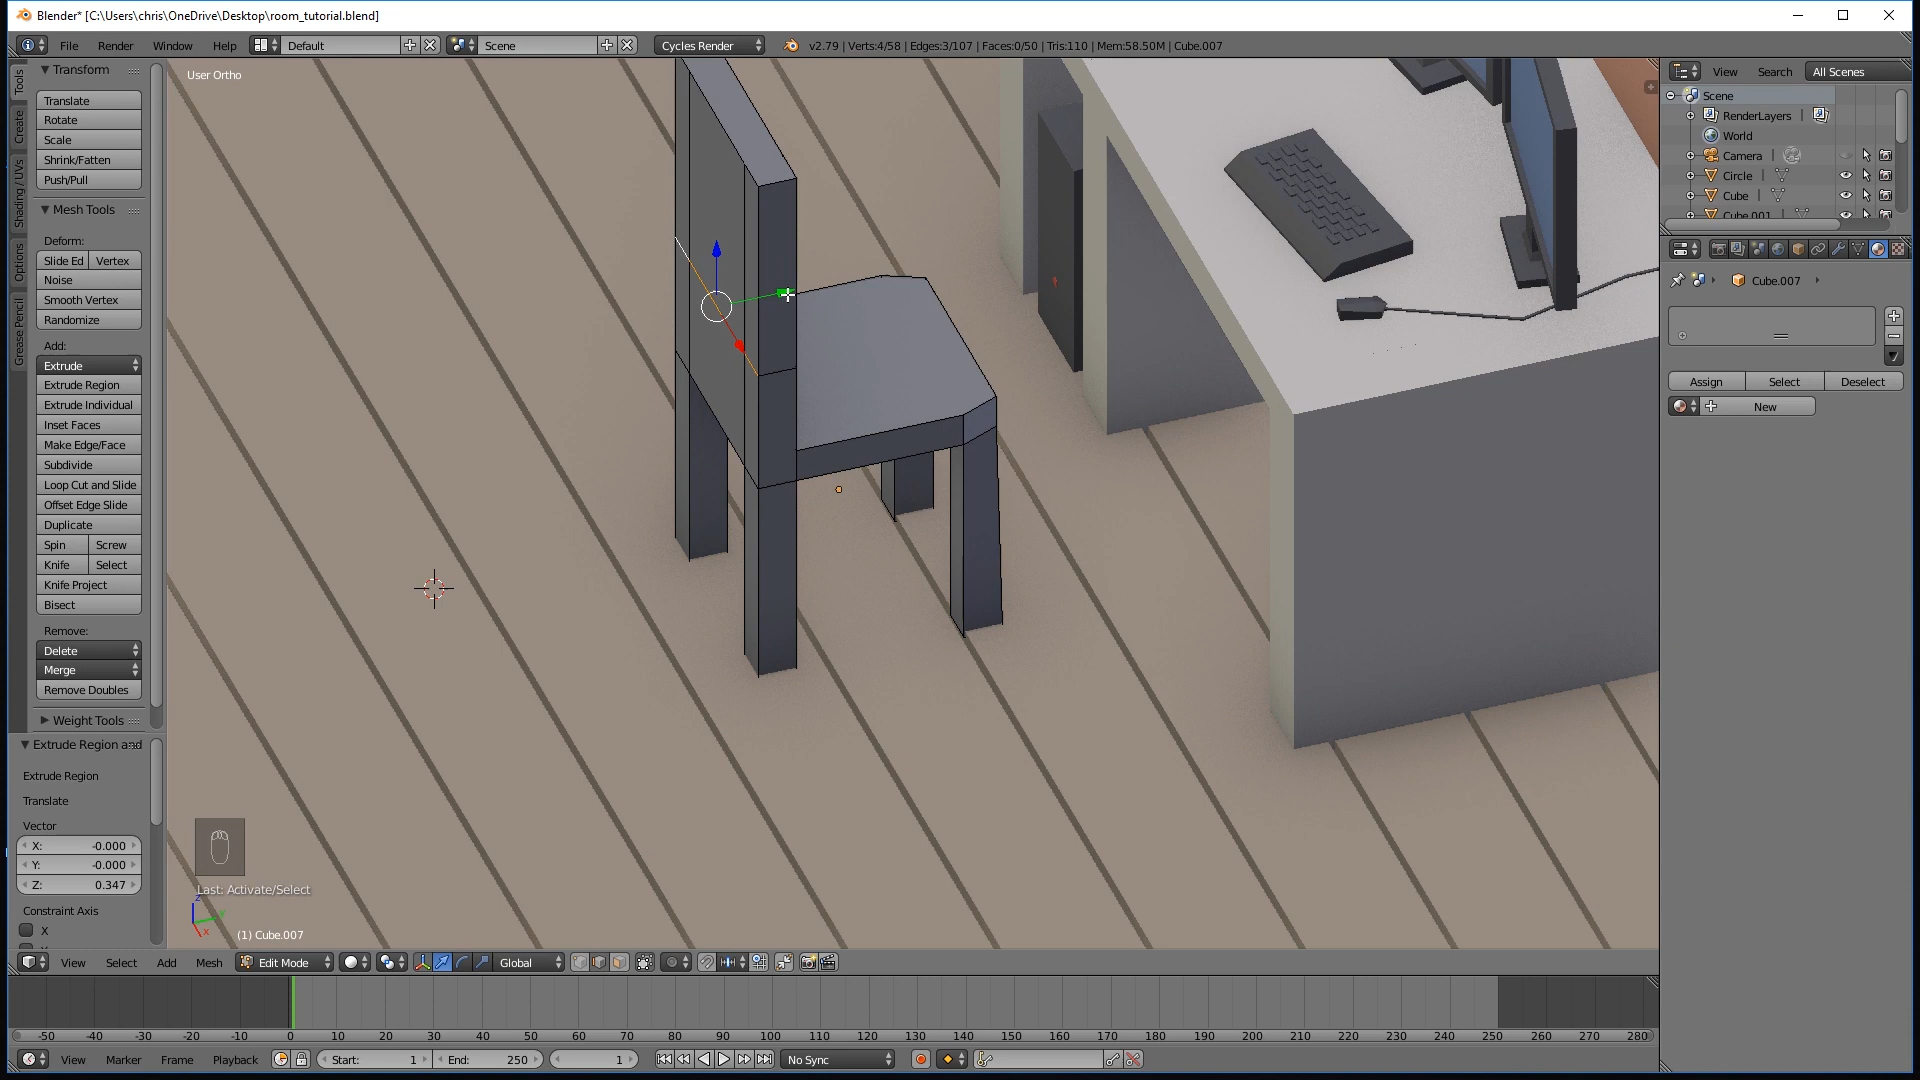 Blender* [C:\Users\chris\OneDrive\Desktop\room_tutorial.blend]
File Render Window Help Default Scene Cycles Render v2.79 | Verts:4/58 | Edges:3/107 | Faces:0/50 | Tris:110 | Mem:58.50M | Cube.007
Tools
Create
Shading / UVs
Options
Grease Pencil
Transform
Translate
Rotate
Scale
Shrink/Fatten
Push/Pull
Mesh Tools
Deform:
Slide Ed Vertex
Noise
Smooth Vertex
Randomize
Add:
Extrude
Extrude Region
Extrude Individual
Inset Faces
Make Edge/Face
Subdivide
Loop Cut and Slide
Offset Edge Slide
Duplicate
Spin Screw
Knife Select
Knife Project
Bisect
Remove:
Delete
Merge
Remove Doubles
Weight Tools
Extrude Region and
Extrude Region
Translate
Vector
X: -0.000
Y: -0.000
Z: 0.347
Constraint Axis
X
User Ortho
Last: Activate/Select
z
x
(1) Cube.007
View Search All Scenes
Scene
RenderLayers |
World
Camera |
Circle |
Cube |
Cube.001
Cube.007
Assign Select Deselect
New
View Select Add Mesh Edit Mode Global
-50 -40 -30 -20 -10 0 10 20 30 40 50 60 70 80 90 100 110 120 130 140 150 160 170 180 190 200 210 220 230 240 250 260 270 280
View Marker Frame Playback Start: 1 End: 250 1 No Sync